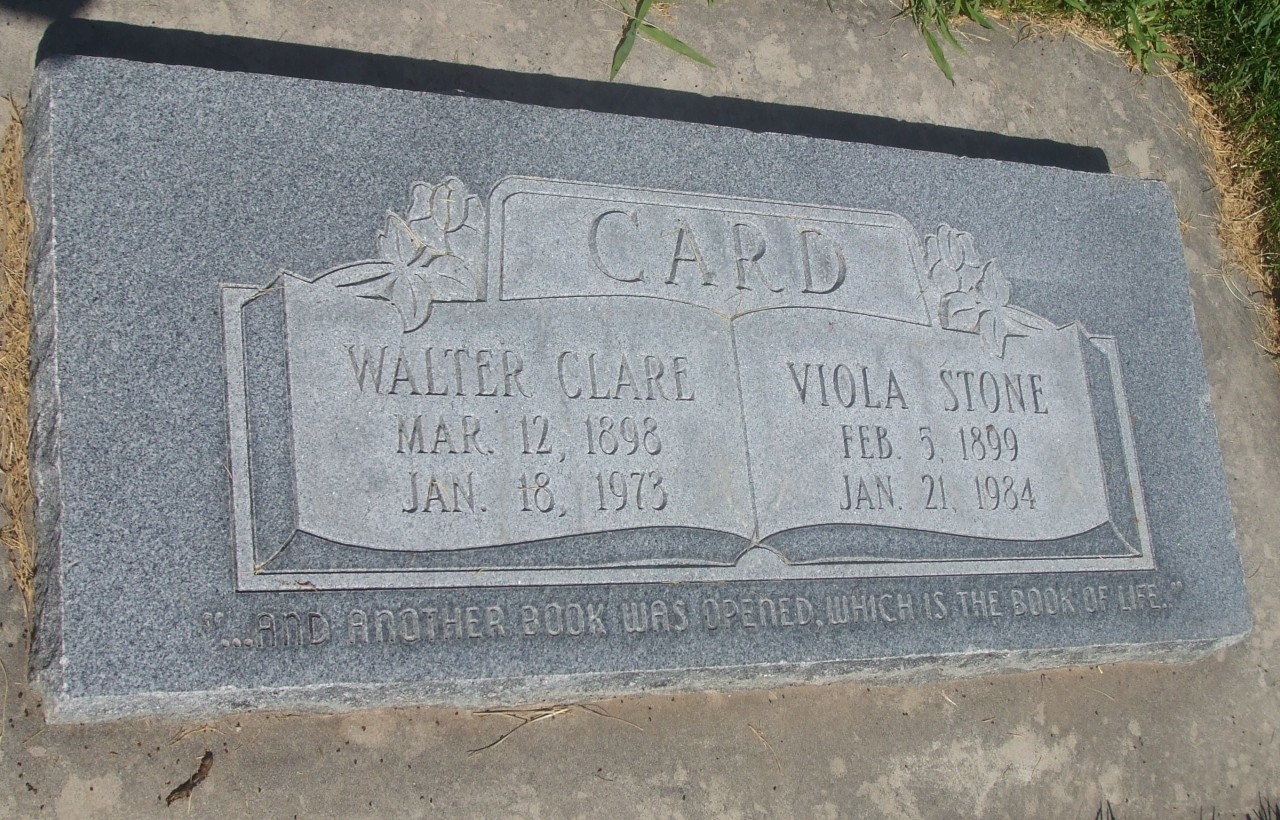 CARD
WALTER CLARE
MAR. 12, 1898
JAN. 18, 1973
VIOLA STONE
FEB. 5, 1899
JAN. 21, 1984
"...AND ANOTHER BOOK WAS OPENED, WHICH IS THE BOOK OF LIFE."